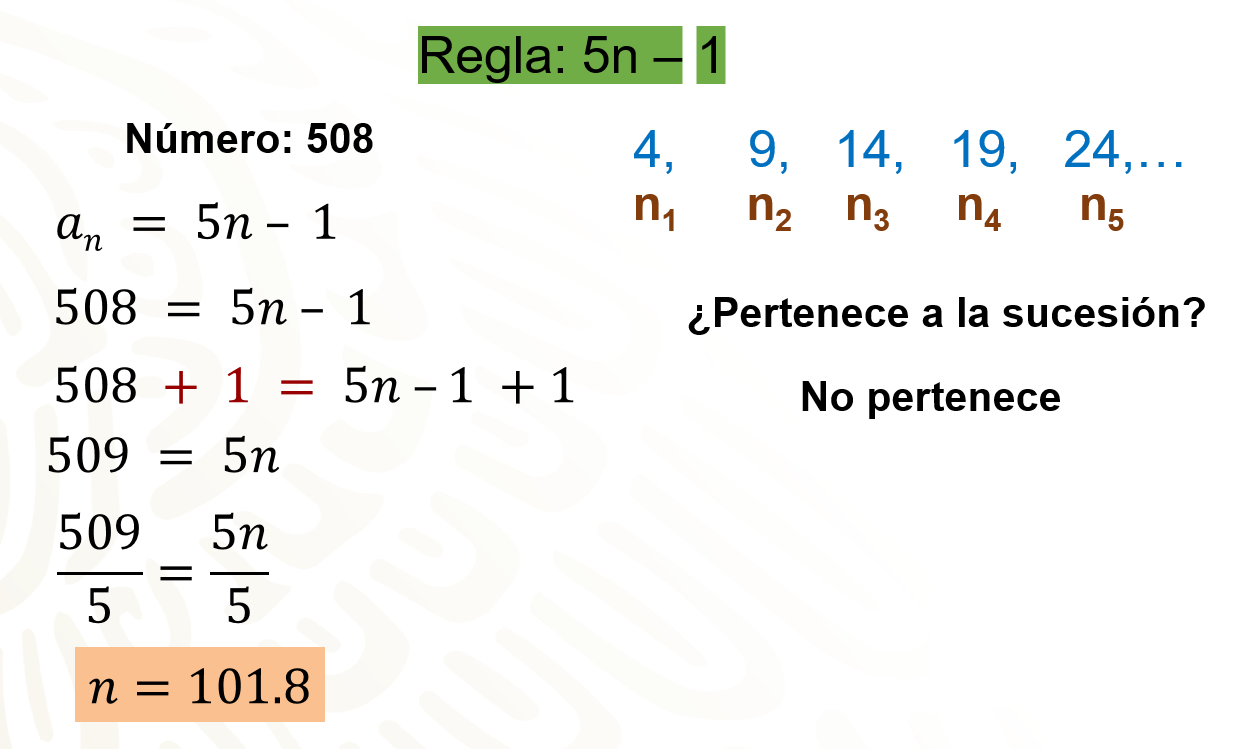 Regla: 5n – 1
Número: 508
aₙ = 5n – 1
508 = 5n – 1
508 + 1 = 5n – 1 + 1
509 = 5n
509/5 = 5n/5
n = 101.8
4, 9, 14, 19, 24,…
n₁ n₂ n₃ n₄ n₅
¿Pertenece a la sucesión?
No pertenece